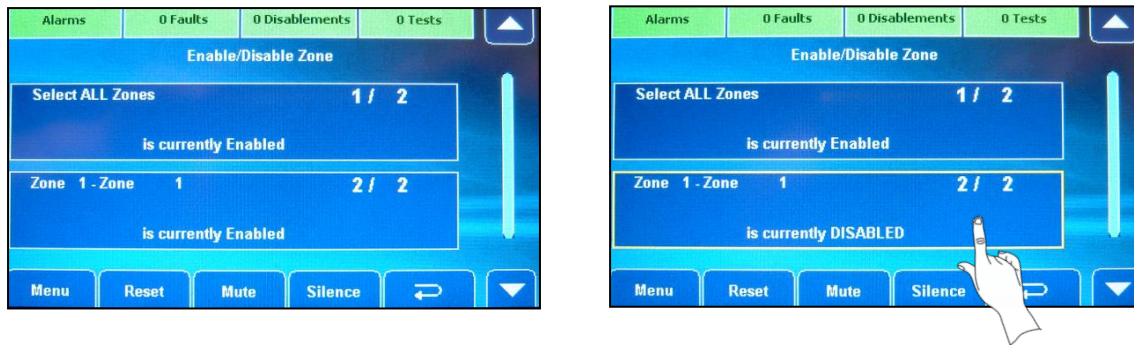 Alarms 0 Faults 0 Disablements 0 Tests
Enable/Disable Zone
Select ALL Zones 1 / 2
is currently Enabled
Zone 1 - Zone 1 2 / 2
is currently Enabled
Menu Reset Mute Silence
Alarms 0 Faults 0 Disablements 0 Tests
Enable/Disable Zone
Select ALL Zones 1 / 2
is currently Enabled
Zone 1 - Zone 1 2 / 2
is currently DISABLED
Menu Reset Mute Silence